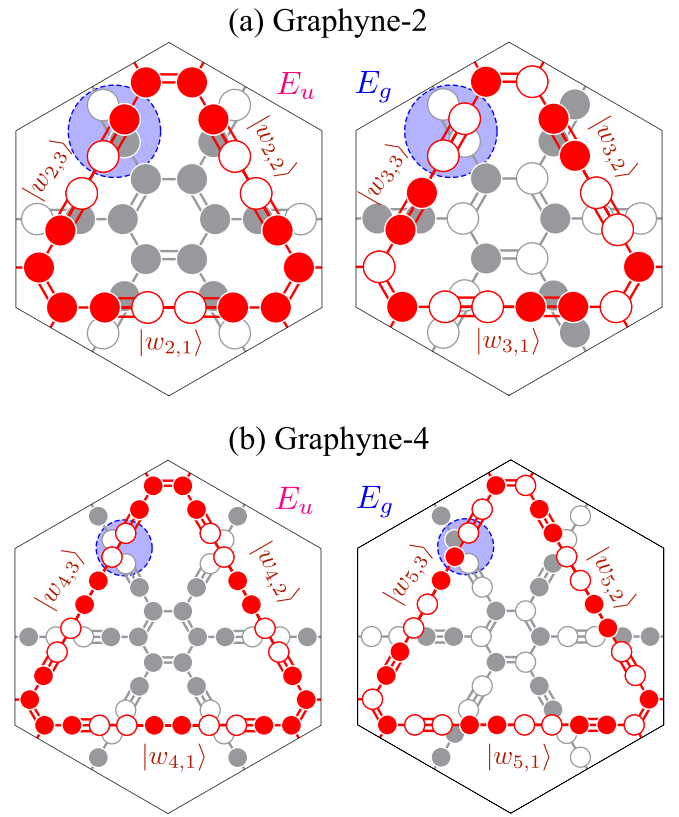 (a) Graphyne-2
E_u
E_g
|w_{2,3}⟩
|w_{2,2}⟩
|w_{2,1}⟩
|w_{3,3}⟩
|w_{3,2}⟩
|w_{3,1}⟩
(b) Graphyne-4
E_u
E_g
|w_{4,3}⟩
|w_{4,2}⟩
|w_{4,1}⟩
|w_{5,3}⟩
|w_{5,2}⟩
|w_{5,1}⟩